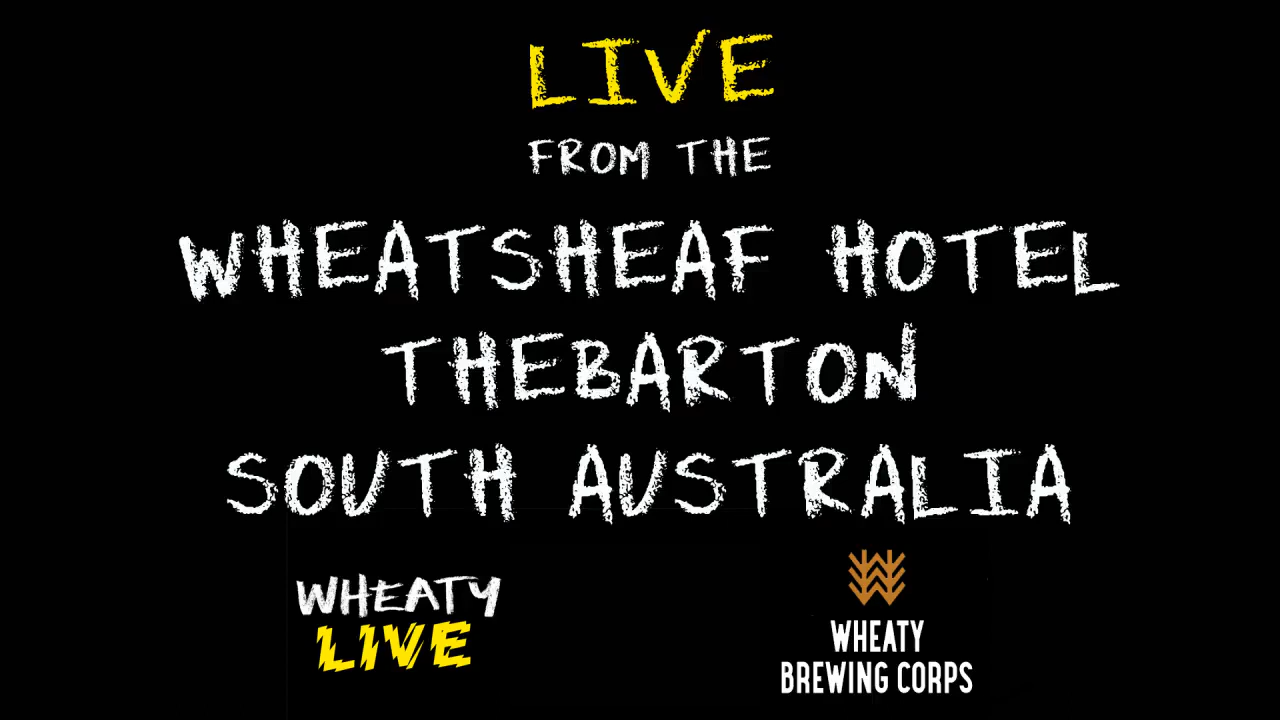 LIVE
FROM THE
WHEATSHEAF HOTEL
THEBARTON
SOUTH AUSTRALIA
WHEATY
LIVE
WHEATY
BREWING CORPS